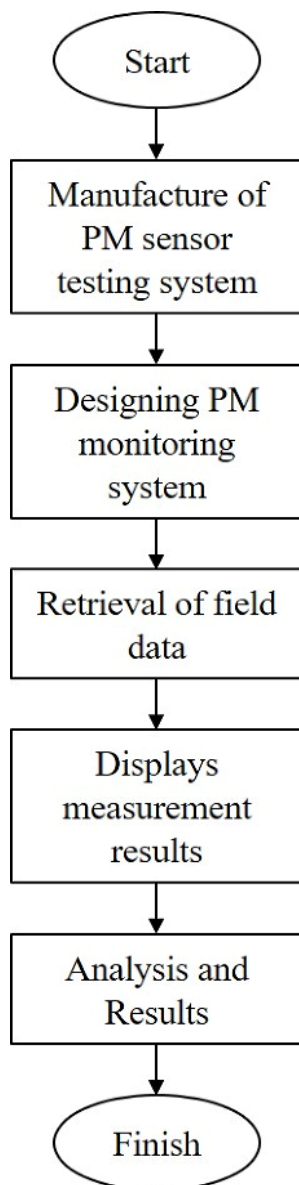 Start
Manufacture of
PM sensor
testing system
Designing PM
monitoring
system
Retrieval of field
data
Displays
measurement
results
Analysis and
Results
Finish